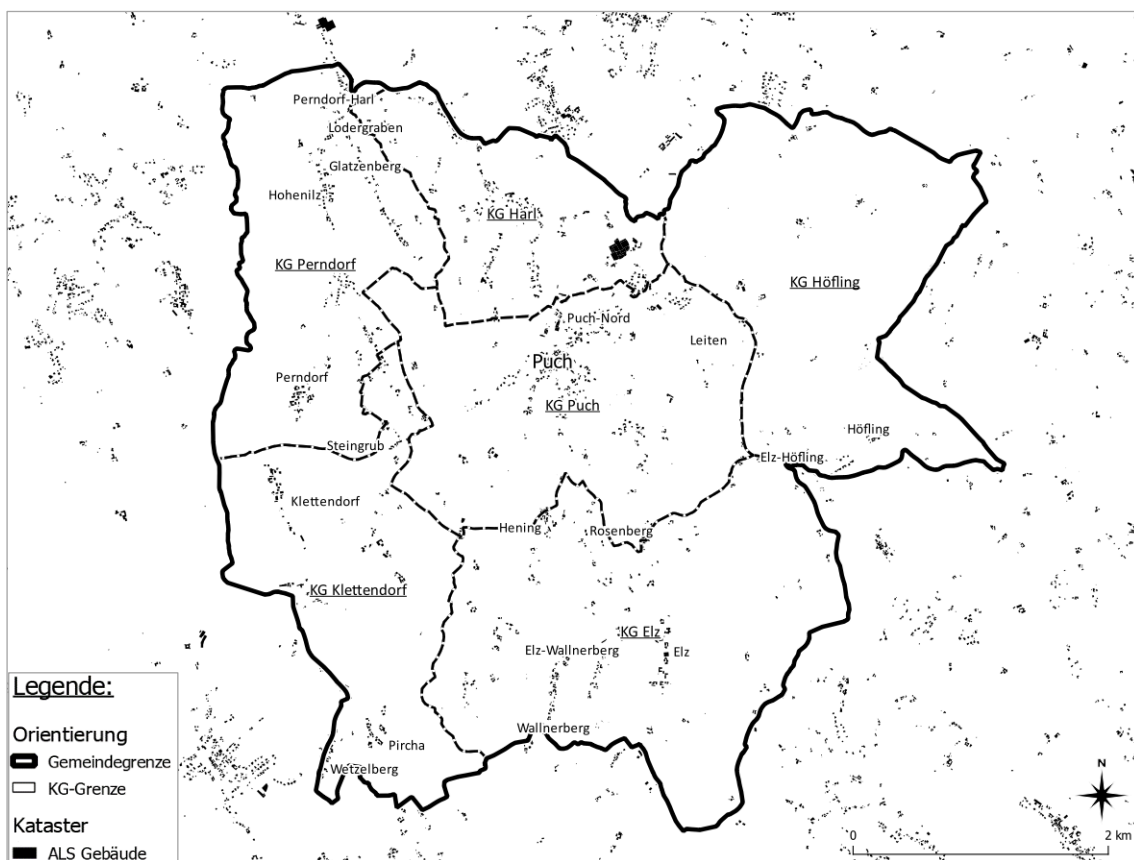 Perndorf-Harl
Lodergraben
Glatzenberg
Hohenilz
KG Harl
KG Perndorf
KG Höfling
Puch-Nord
Leiten
Puch
Perndorf
KG Puch
Höfling
Steingrub
Elz-Höfling
Klettendorf
Hening
Rosenberg
KG Klettendorf
KG Elz
Elz-Wallnerberg
Elz
Wallnerberg
Pircha
Wetzelberg
Legende:
Orientierung
Gemeindegrenze
KG-Grenze
Kataster
ALS Gebäude
N
0
2 km